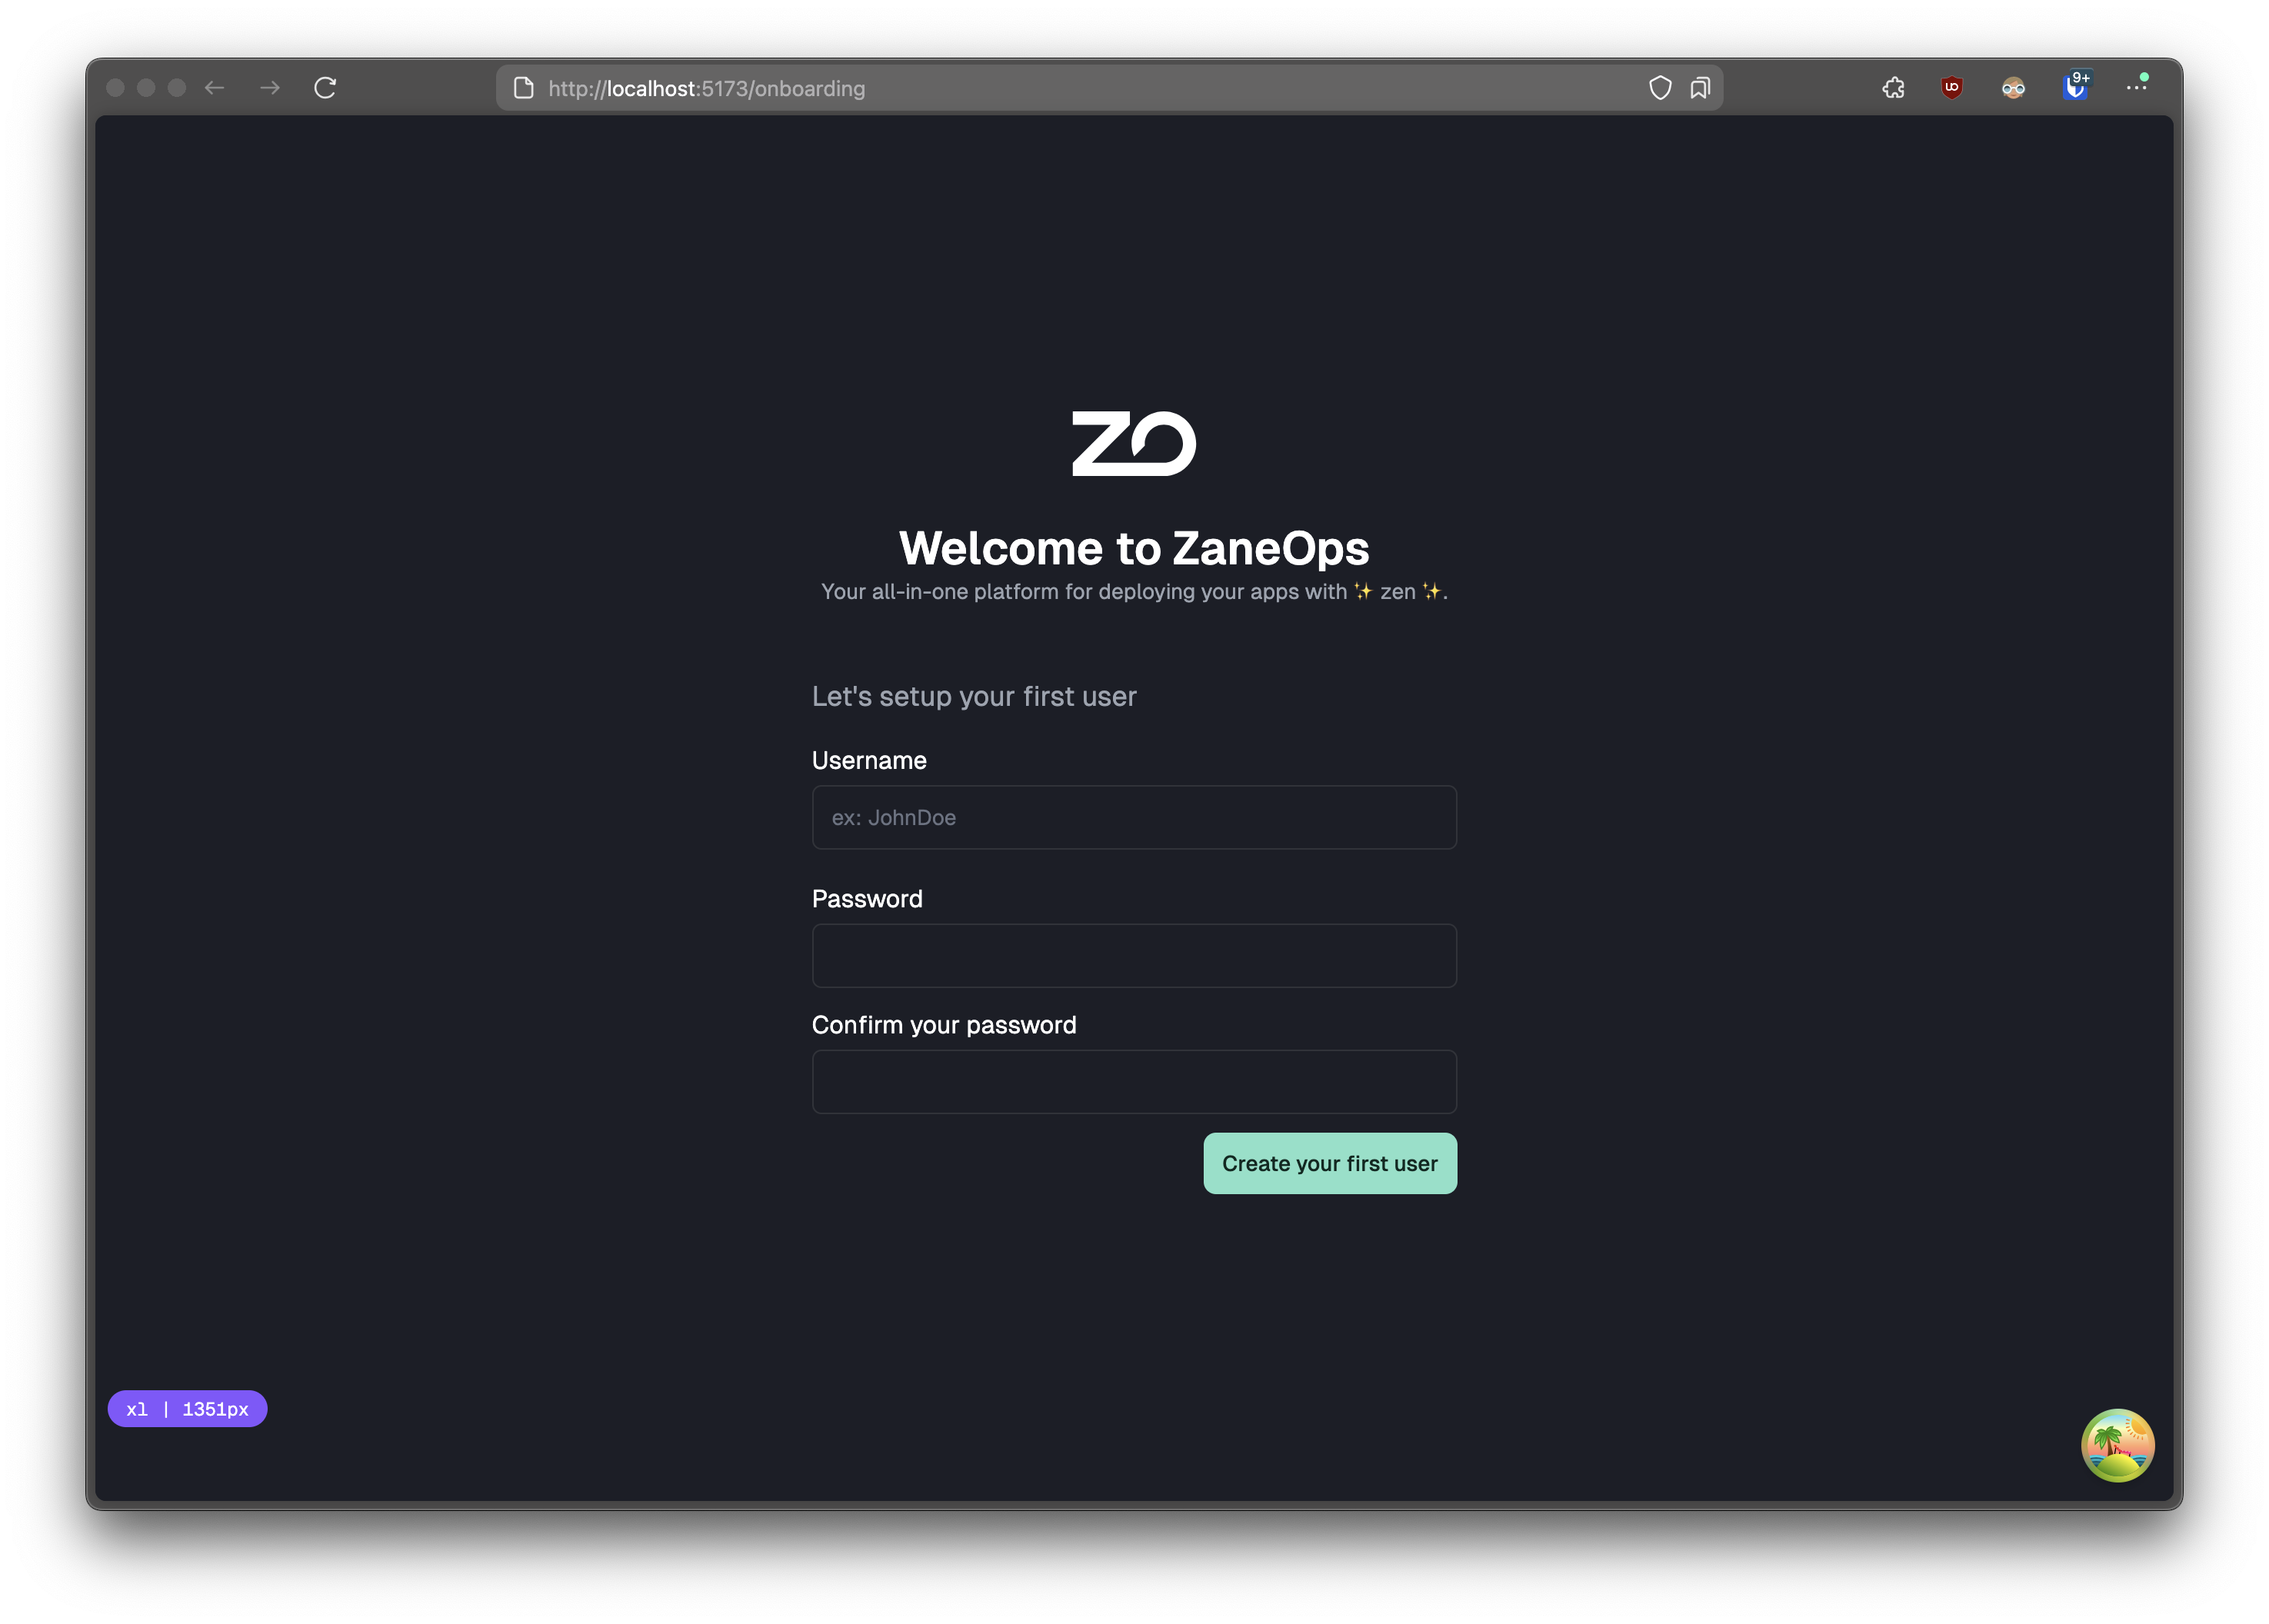 http://localhost:5173/onboarding
9+
ZO
Welcome to ZaneOps
Your all-in-one platform for deploying your apps with ✨ zen ✨.
Let's setup your first user
Username
ex: JohnDoe
Password
Confirm your password
Create your first user
xl | 1351px